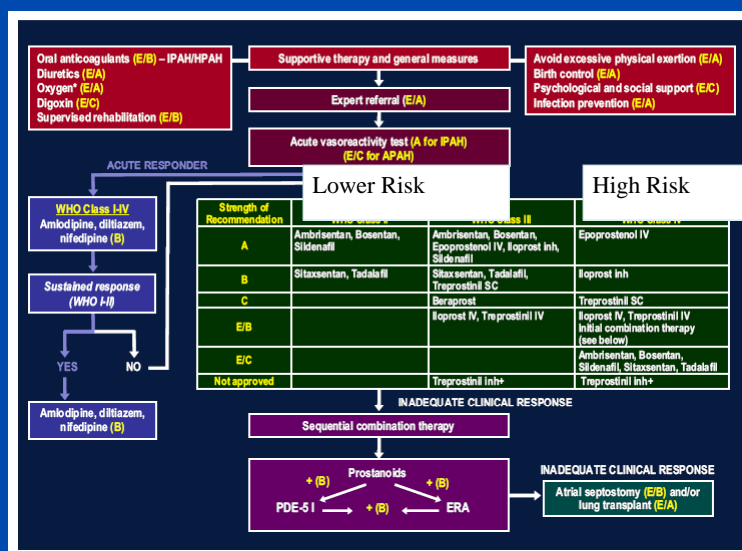 Oral anticoagulants (E/B) – IPAH/HPAH
Diuretics (E/A)
Oxygen* (E/A)
Digoxin (E/C)
Supervised rehabilitation (E/B)
Supportive therapy and general measures
Avoid excessive physical exertion (E/A)
Birth control (E/A)
Psychological and social support (E/C)
Infection prevention (E/A)
Expert referral (E/A)
Acute vasoreactivity test (A for IPAH)
(E/C for APAH)
ACUTE RESPONDER
WHO Class I-IV
Amlodipine, diltiazem,
nifedipine (B)
Sustained response
(WHO I-II)
YES
NO
Amlodipine, diltiazem,
nifedipine (B)
Lower Risk
High Risk
Strength of
Recommendation
WHO Class III
A
Ambrisentan, Bosentan,
Sildenafil
Ambrisentan, Bosentan,
Epoprostenol IV, Iloprost inh,
Sildenafil
Epoprostenol IV
B
Sitaxsentan, Tadalafil
Sitaxsentan, Tadalafil,
Treprostinil SC
Iloprost inh
C
Beraprost
Treprostinil SC
E/B
Iloprost IV, Treprostinil IV
Iloprost IV, Treprostinil IV
Initial combination therapy
(see below)
E/C
Ambrisentan, Bosentan,
Sildenafil, Sitaxsentan, Tadalafil
Not approved
Treprostinil inh+
Treprostinil inh+
INADEQUATE CLINICAL RESPONSE
Sequential combination therapy
Prostanoids
+ (B)
+ (B)
PDE-5 I
+ (B)
ERA
INADEQUATE CLINICAL RESPONSE
Atrial septostomy (E/B) and/or
lung transplant (E/A)